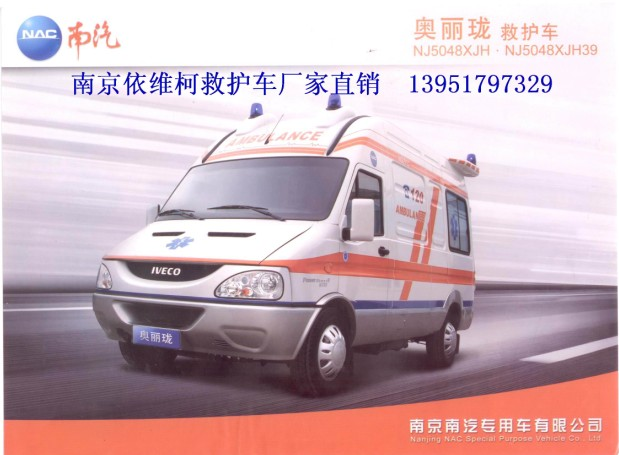 NAC 南汽
奥丽珑 救护车
NJ5048XJH · NJ5048XJH39
南京依维柯救护车厂家直销 13951797329
AMBULANCE
120
AMBULANC
IVECO
奥丽珑
南京南汽专用车有限公司
Nanjing NAC Special Purpose Vehicle Co., Ltd.